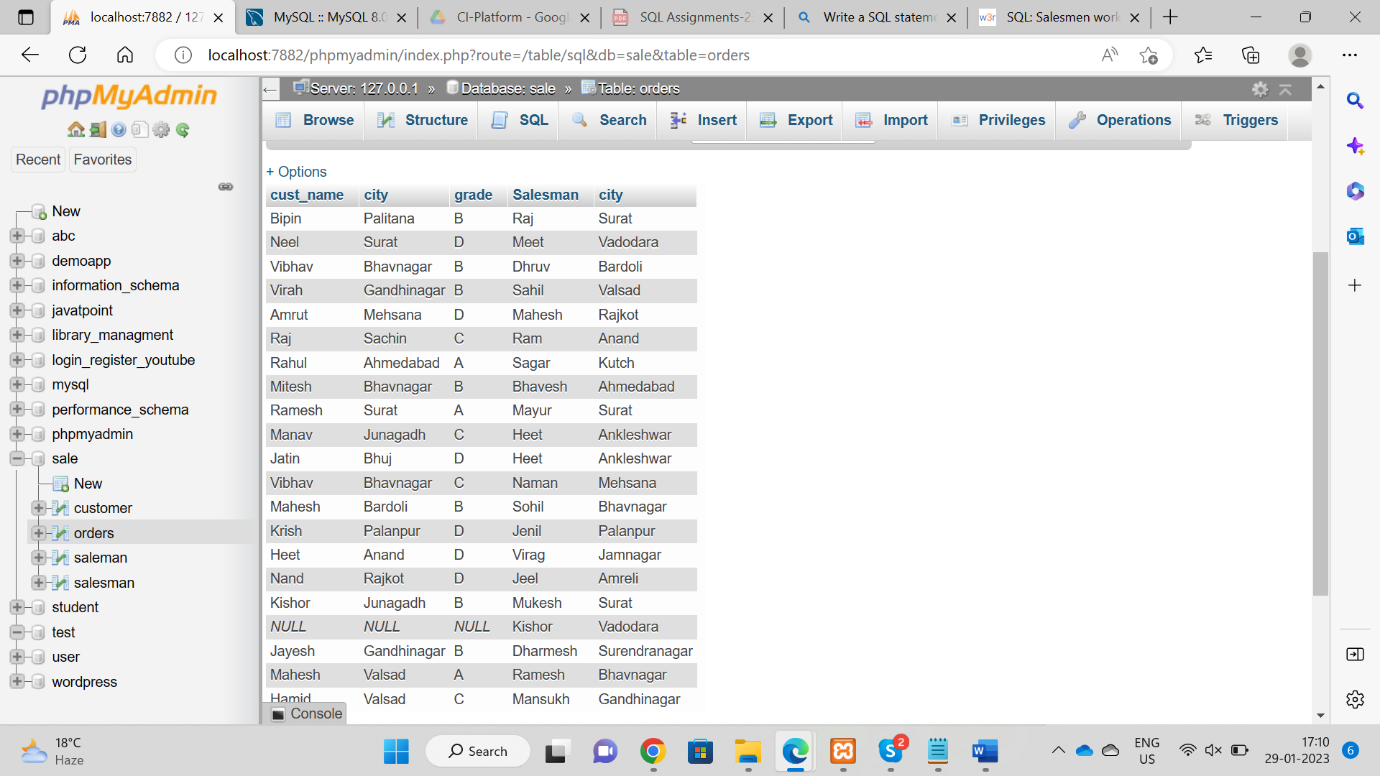 localhost:7882 / 127
MySQL :: MySQL 8.0
CI-Platform - Googl
SQL Assignments-2
Write a SQL stateme
w3r SQL: Salesmen work
localhost:7882/phpmyadmin/index.php?route=/table/sql&db=sale&table=orders
phpMyAdmin
Recent Favorites
New
abc
demoapp
information_schema
javatpoint
library_managment
login_register_youtube
mysql
performance_schema
phpmyadmin
sale
New
customer
orders
saleman
salesman
student
test
user
wordpress
Server: 127.0.0.1 » Database: sale » Table: orders
Browse Structure SQL Search Insert Export Import Privileges Operations Triggers
+ Options
cust_name city grade Salesman city
Bipin Palitana B Raj Surat
Neel Surat D Meet Vadodara
Vibhav Bhavnagar B Dhruv Bardoli
Virah Gandhinagar B Sahil Valsad
Amrut Mehsana D Mahesh Rajkot
Raj Sachin C Ram Anand
Rahul Ahmedabad A Sagar Kutch
Mitesh Bhavnagar B Bhavesh Ahmedabad
Ramesh Surat A Mayur Surat
Manav Junagadh C Heet Ankleshwar
Jatin Bhuj D Heet Ankleshwar
Vibhav Bhavnagar C Naman Mehsana
Mahesh Bardoli B Sohil Bhavnagar
Krish Palanpur D Jenil Palanpur
Heet Anand D Virag Jamnagar
Nand Rajkot D Jeel Amreli
Kishor Junagadh B Mukesh Surat
NULL NULL NULL Kishor Vadodara
Jayesh Gandhinagar B Dharmesh Surendranagar
Mahesh Valsad A Ramesh Bhavnagar
Hamid Valsad C Mansukh Gandhinagar
Console
18°C
Haze
Search
2
ENG
US
17:10
29-01-2023
6